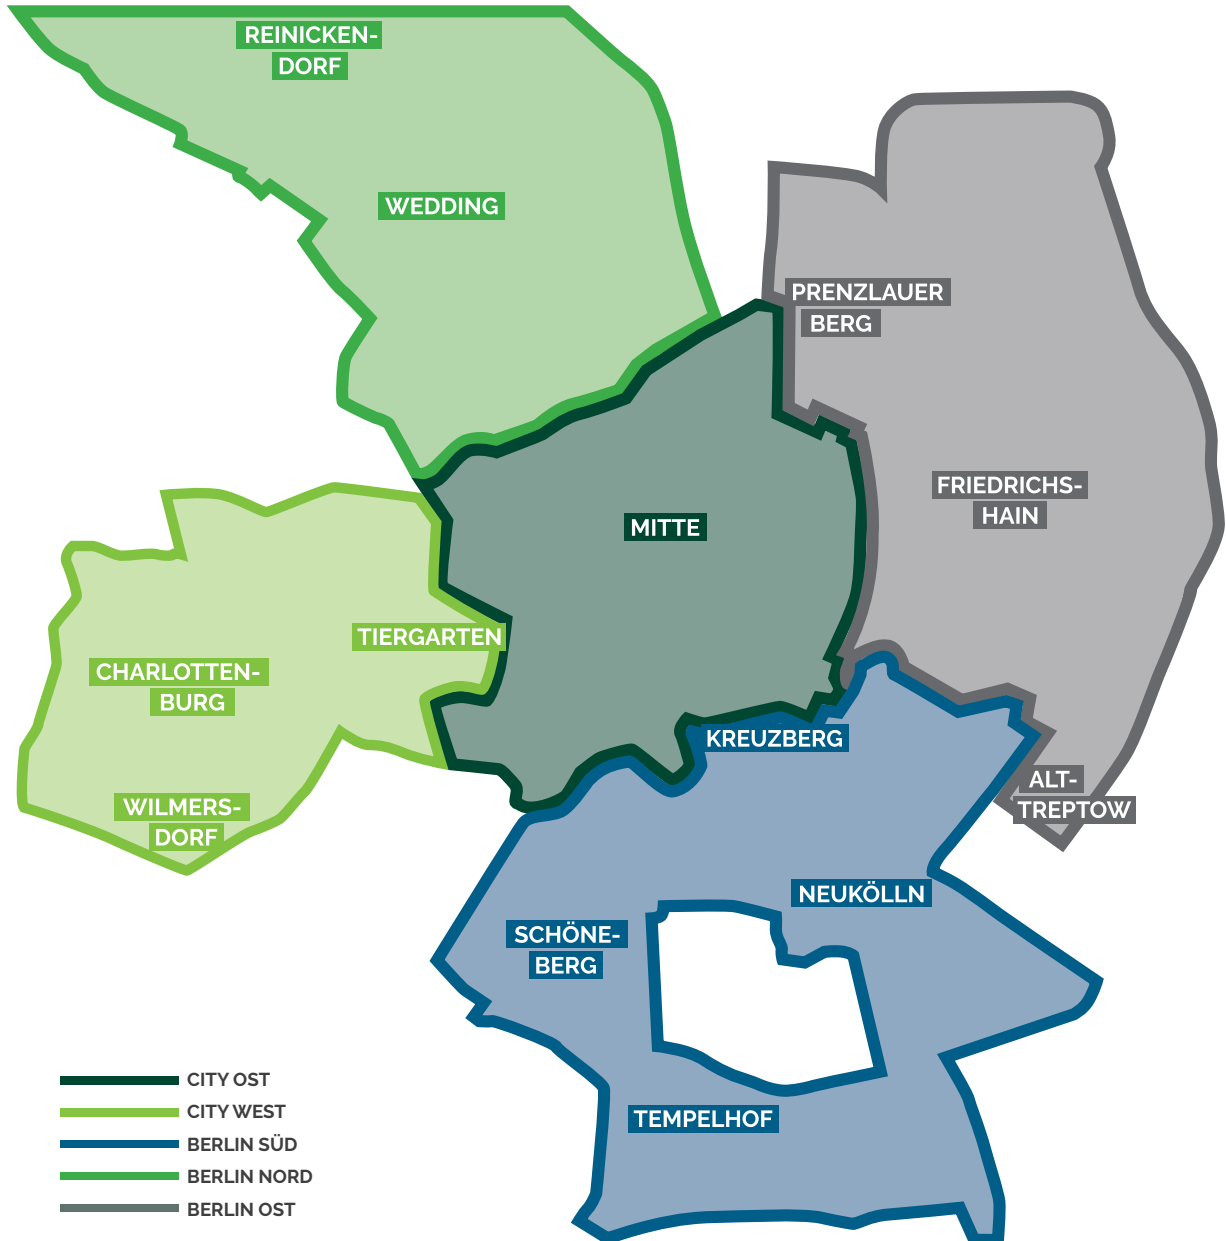 REINICKEN-
DORF
WEDDING
PRENZLAUER
BERG
FRIEDRICHS-
HAIN
MITTE
TIERGARTEN
CHARLOTTEN-
BURG
WILMERS-
DORF
KREUZBERG
ALT-
TREPTOW
NEUKÖLLN
SCHÖNE-
BERG
TEMPELHOF
CITY OST
CITY WEST
BERLIN SÜD
BERLIN NORD
BERLIN OST